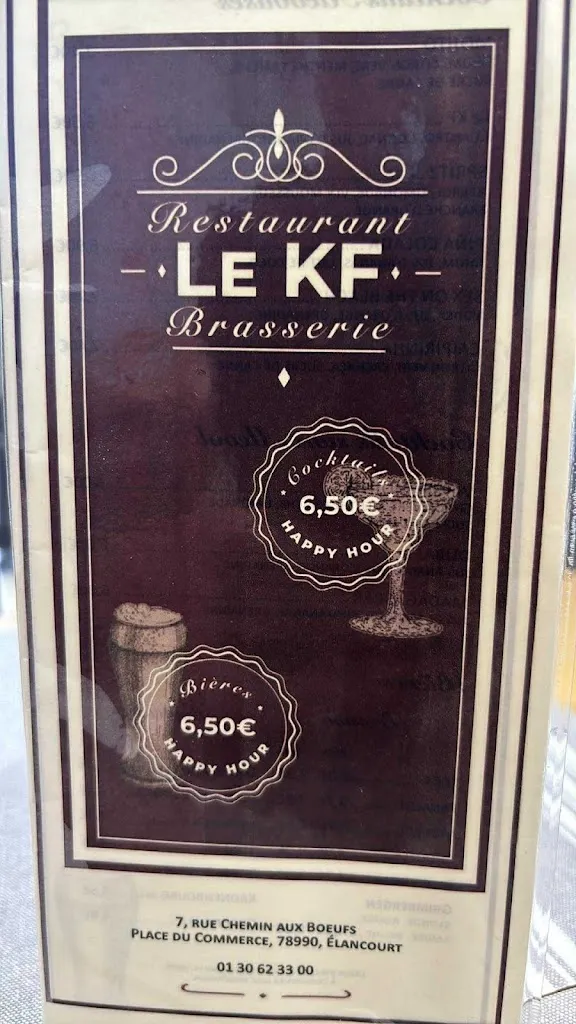 Restaurant
LE KF
Brasserie
Cocktails
6,50€
HAPPY HOUR
Bières
6,50€
HAPPY HOUR
7, RUE CHEMIN AUX BOEUFS
PLACE DU COMMERCE, 78990, ÉLANCOURT
01 30 62 33 00